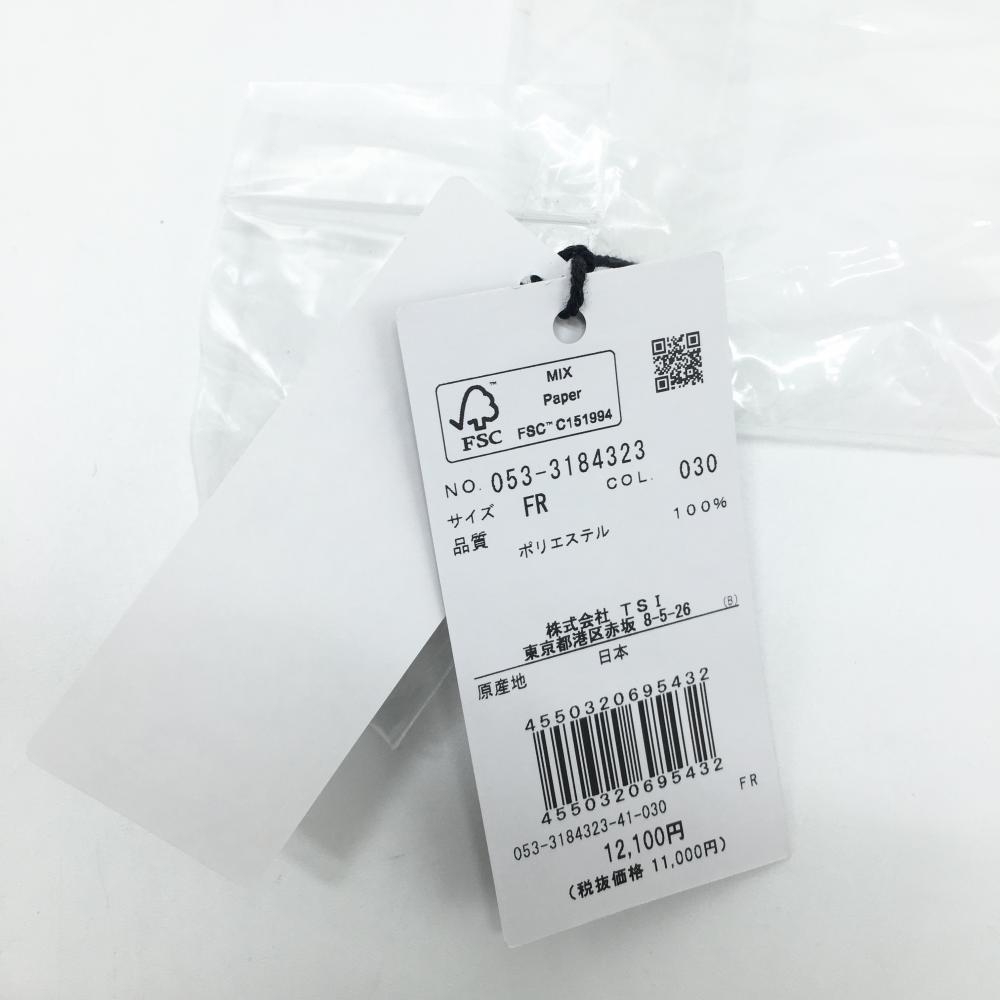 MIX
Paper
FSC™ C151994
FSC™
NO. 053-3184323
COL. 030
サイズ FR
品質 ポリエステル 100%
株式会社 TSI
東京都港区赤坂 8-5-26 (B)
原産地 日本
4550320695432
4550320695432
053-3184323-41-030 FR
12,100円
(税抜価格 11,000円)